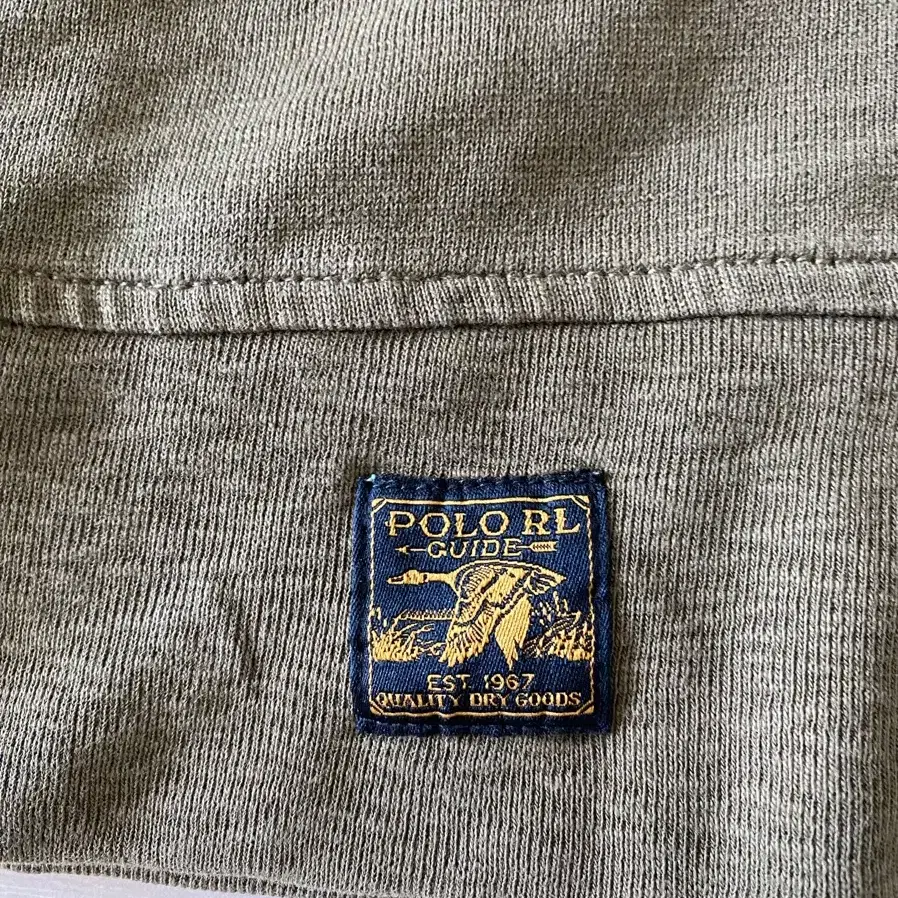 POLO RL
GUIDE
EST. 1967
QUALITY DRY GOODS